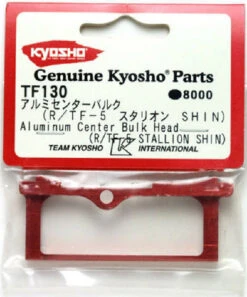 KYOSHO
Genuine Kyosho® Parts
TF130 ●8000
アルミセンターバルク
(R/TF-5 スタリオン SHIN)
Aluminum Center Bulk Head
(R/TF-5 STALLION SHIN)
TEAM KYOSHO K INTERNATIONAL